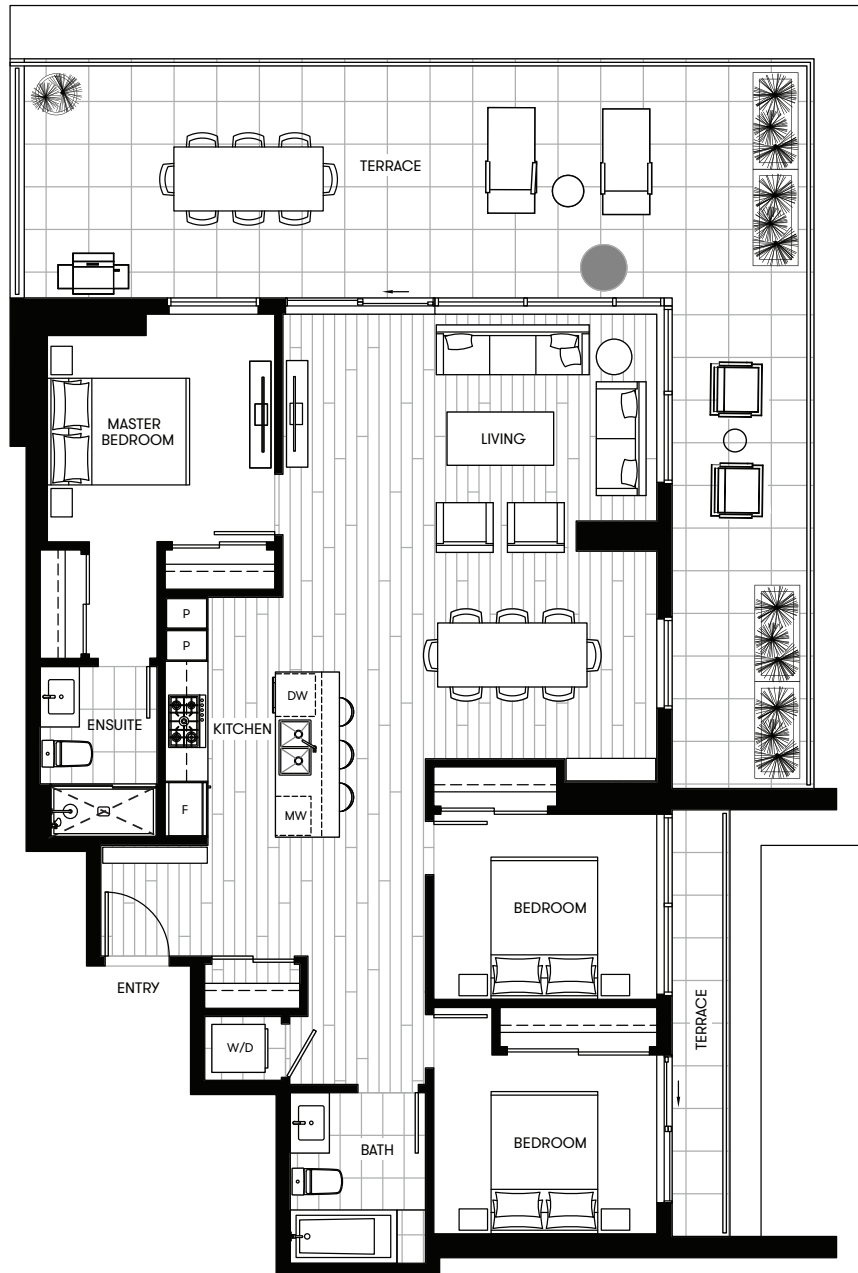 TERRACE
MASTER
BEDROOM
LIVING
P
P
DW
ENSUITE
KITCHEN
F
MW
BEDROOM
ENTRY
TERRACE
W/D
BEDROOM
BATH